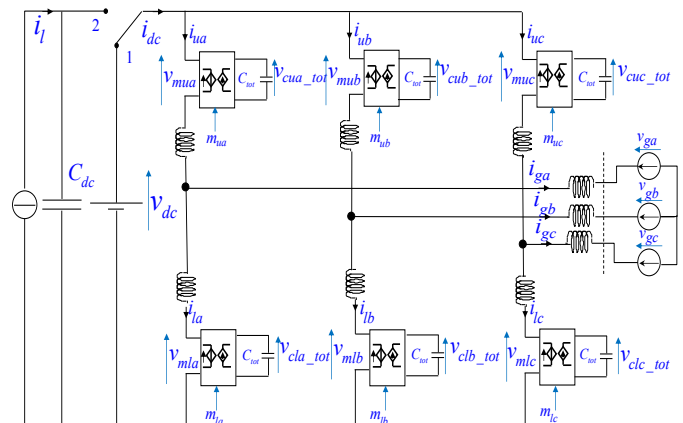 i_l
2
i_dc
1
i_ua
i_ub
i_uc
v_mua
C_tot
v_cua_tot
v_mub
C_tot
v_cub_tot
v_muc
C_tot
v_cuc_tot
m_ua
m_ub
m_uc
C_dc
v_dc
i_ga
i_gb
i_gc
v_ga
v_gb
v_gc
i_la
i_lb
i_lc
v_mla
C_tot
v_cla_tot
v_mlb
C_tot
v_clb_tot
v_mlc
C_tot
v_clc_tot
m_la
m_lb
m_lc